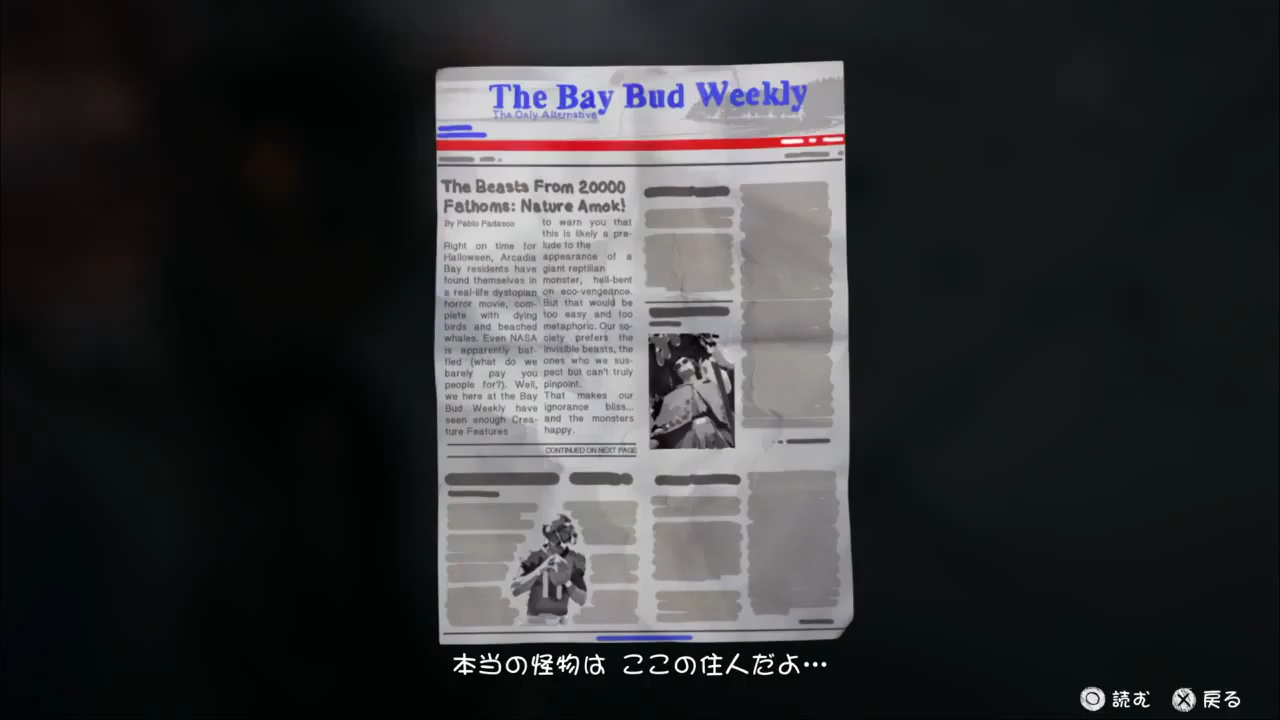 The Bay Bud Weekly
The Only Alternative
The Beasts From 20000
Fathoms: Nature Amok!
By Pablo Padasoo
Right on time for
Halloween, Arcadia
Bay residents have
found themselves in
a real-life dystopian
horror movie, com-
plete with dying
birds and beached
whales. Even NASA
is apparently baf-
fled (what do we
barely pay you
people for?). Well,
we here at the Bay
Bud Weekly have
seen enough Crea-
ture Features
to warn you that
this is likely a pre-
lude to the
appearance of a
giant reptilian
monster, hell-bent
on eco-vengeance.
But that would be
too easy and too
metaphoric. Our so-
ciety prefers the
invisible beasts, the
ones who we sus-
pect but can't truly
pinpoint.
That makes our
ignorance bliss...
and the monsters
happy.
CONTINUED ON NEXT PAGE
本当の怪物は ここの住人だよ…
読む
戻る